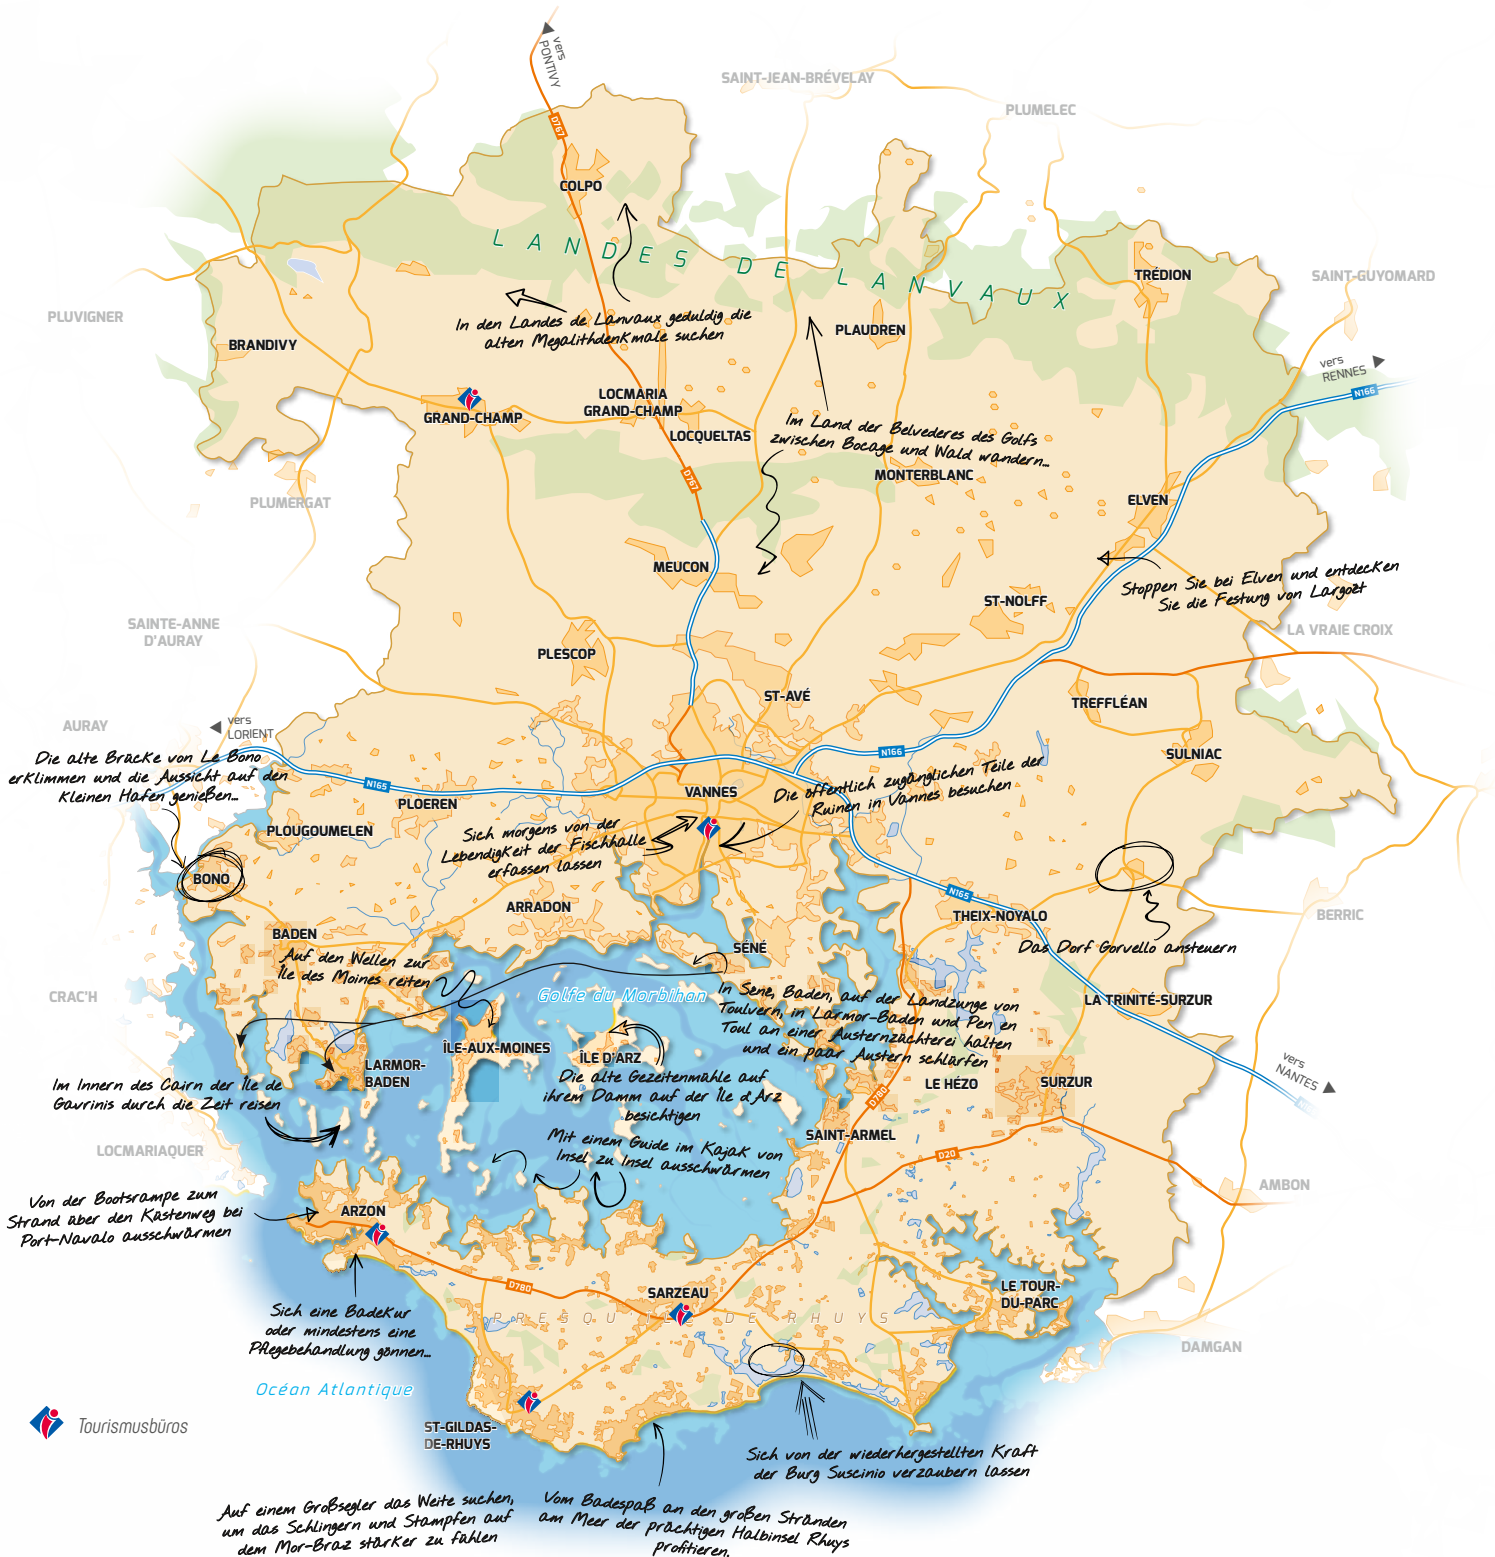 vers
PONTIVY
SAINT-JEAN-BRÉVELAY
PLUMELEC
D767
COLPO
LANDES DE LANVAUX
TRÉDION
SAINT-GUYOMARD
PLUVIGNER
In den Landes de Lanvaux geduldig die
alten Megalithdenkmale suchen
PLAUDREN
BRANDIVY
vers
RENNES
N166
GRAND-CHAMP
LOCMARIA
GRAND-CHAMP
LOCQUELTAS
Im Land der Belvederes des Golfs
zwischen Bocage und Wald wandern...
MONTERBLANC
D767
PLUMERGAT
ELVEN
MEUCON
Stoppen Sie bei Elven und entdecken
Sie die Festung von Largoët
ST-NOLFF
SAINTE-ANNE
D'AURAY
LA VRAIE CROIX
PLESCOP
ST-AVÉ
TREFFLÉAN
AURAY
vers
LORIENT
N166
SULNIAC
Die alte Brücke von Le Bono
erklimmen und die Aussicht auf den
kleinen Hafen genießen...
N165
PLOEREN
VANNES
Die öffentlich zugänglichen Teile der
Ruinen in Vannes besuchen
PLOUGOUMELEN
Sich morgens von der
Lebendigkeit der Fischhalle
erfassen lassen
BONO
N165
ARRADON
THEIX-NOYALO
BERRIC
BADEN
SÉNÉ
Das Dorf Gorvello ansteuern
Auf den Wellen zur
Île des Moines reiten
CRAC'H
Golfe du Morbihan
In Séné, Baden, auf der Landzunge von
Toulvern, in Larmor-Baden und Pen en
Toul an einer Austernzüchterei halten
und ein paar Austern schlürfen
LA TRINITÉ-SURZUR
ÎLE-AUX-MOINES
ÎLE D'ARZ
LARMOR-
BADEN
vers
NANTES
Im Innern des Cairn der Île de
Gavrinis durch die Zeit reisen
Die alte Gezeitenmühle auf
ihrem Damm auf der Île d'Arz
besichtigen
LE HÉZO
SURZUR
D780
SAINT-ARMEL
LOCMARIAQUER
Mit einem Guide im Kajak von
Insel zu Insel ausschwärmen
D20
AMBON
Von der Bootsrampe zum
Strand über den Küstenweg bei
Port-Navalo ausschwärmen
ARZON
D780
SARZEAU
LE TOUR-
DU-PARC
PRESQU'ÎLE DE RHUYS
Sich eine Badekur
oder mindestens eine
Pflegebehandlung gönnen...
DAMGAN
Océan Atlantique
Tourismusbüros
ST-GILDAS-
DE-RHUYS
Sich von der wiederhergestellten Kraft
der Burg Suscinio verzaubern lassen
Auf einem Großsegler das Weite suchen,
um das Schlingern und Stampfen auf
dem Mor-Braz stärker zu fühlen
Vom Badespaß an den großen Stränden
am Meer der prächtigen Halbinsel Rhuys
profitieren.